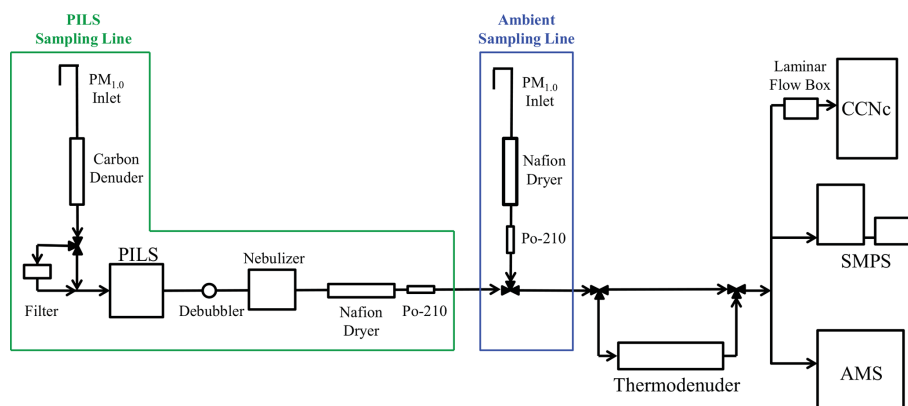 PILS
Sampling Line
PM1.0
Inlet
Carbon
Denuder
Filter
PILS
Debubbler
Nebulizer
Nafion
Dryer
Po-210
Ambient
Sampling Line
PM1.0
Inlet
Nafion
Dryer
Po-210
Thermodenuder
Laminar
Flow Box
CCNc
SMPS
AMS